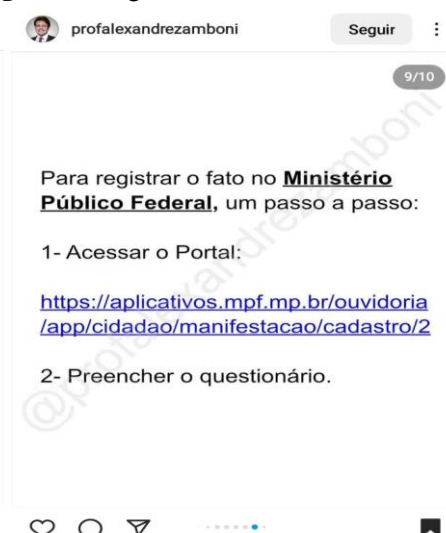 profalexandrezamboni
Seguir
9/10
Para registrar o fato no Ministério
Público Federal, um passo a passo:
1- Acessar o Portal:
https://aplicativos.mpf.mp.br/ouvidoria
/app/cidadao/manifestacao/cadastro/2
2- Preencher o questionário.
@profalexandrezamboni